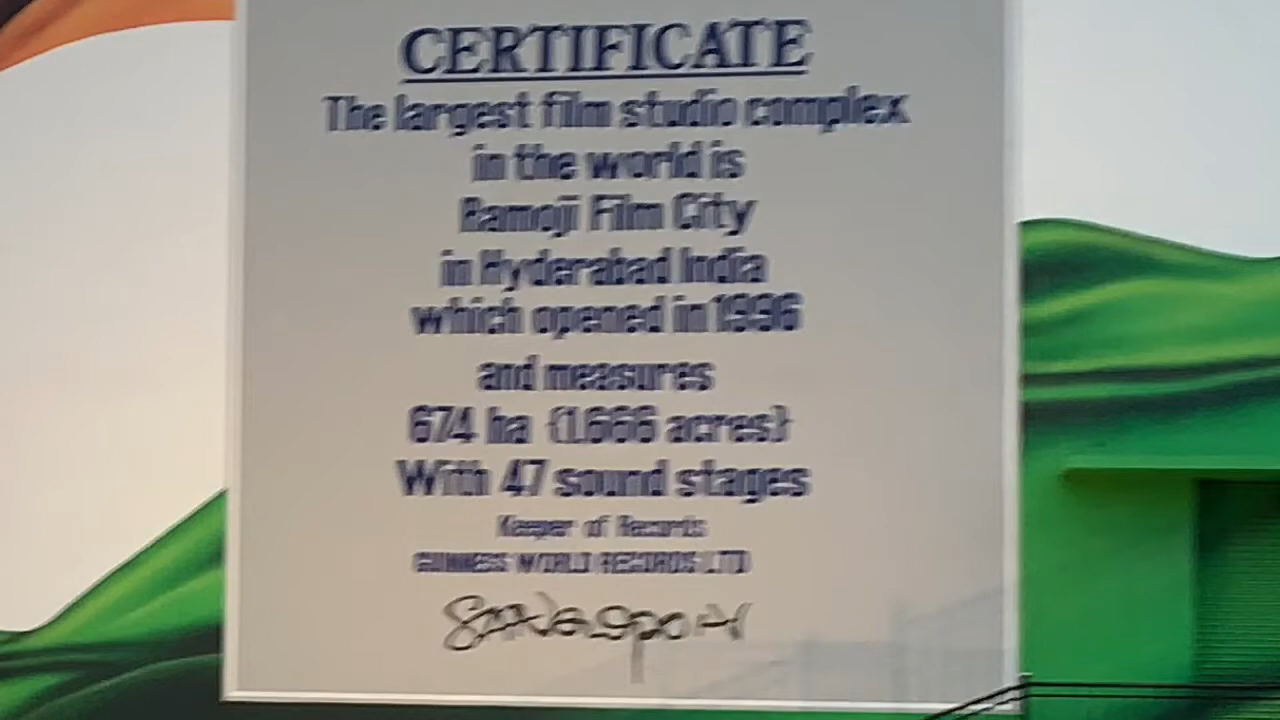 CERTIFICATE
The largest film studio complex
in the world is
Ramoji Film City
in Hyderabad India
which opened in 1996
and measures
674 ha (1.666 acres)
With 47 sound stages
Keeper of Records
GUINNESS WORLD RECORDS LTD